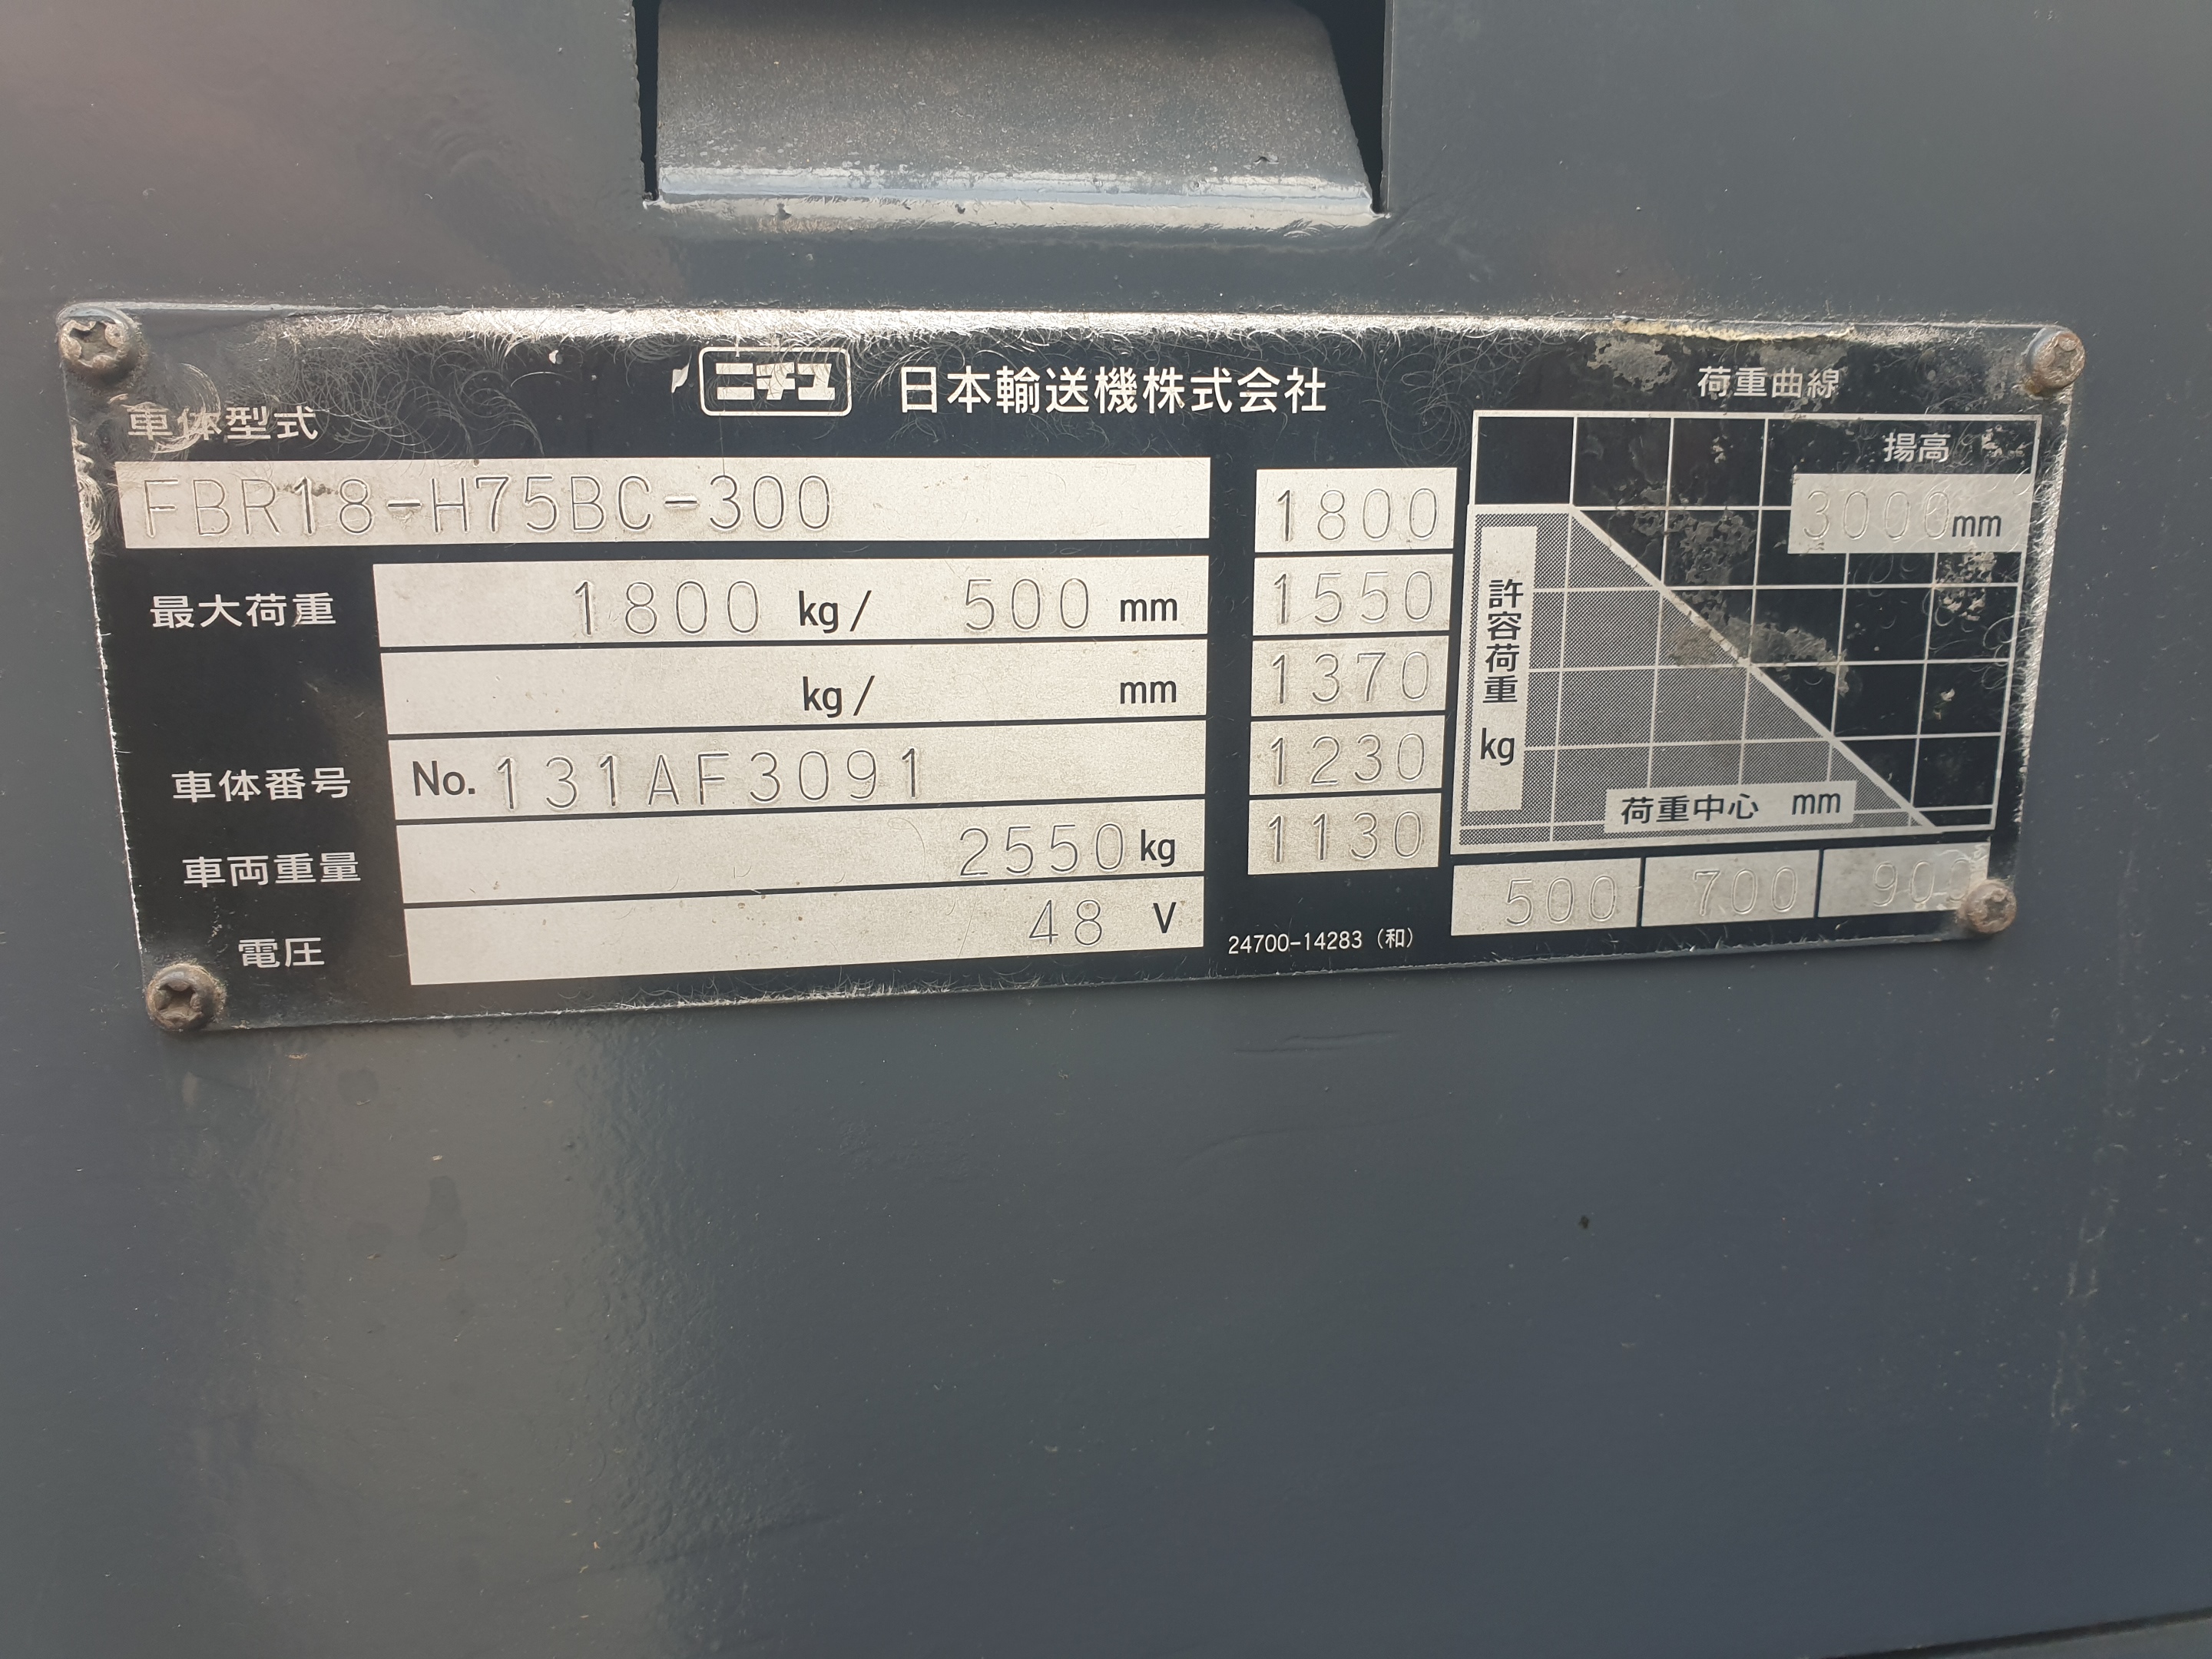 ニチユ 日本輸送機株式会社
車体型式
FBR18-H75BC-300
最大荷重 1800 kg/ 500 mm
kg/ mm
車体番号 No. 131AF3091
車両重量 2550 kg
電圧 48 V
1800
1550
1370
1230
1130
24700-14283 (和)
荷重曲線
揚高
3000mm
許容荷重 kg
荷重中心 mm
500 700 900